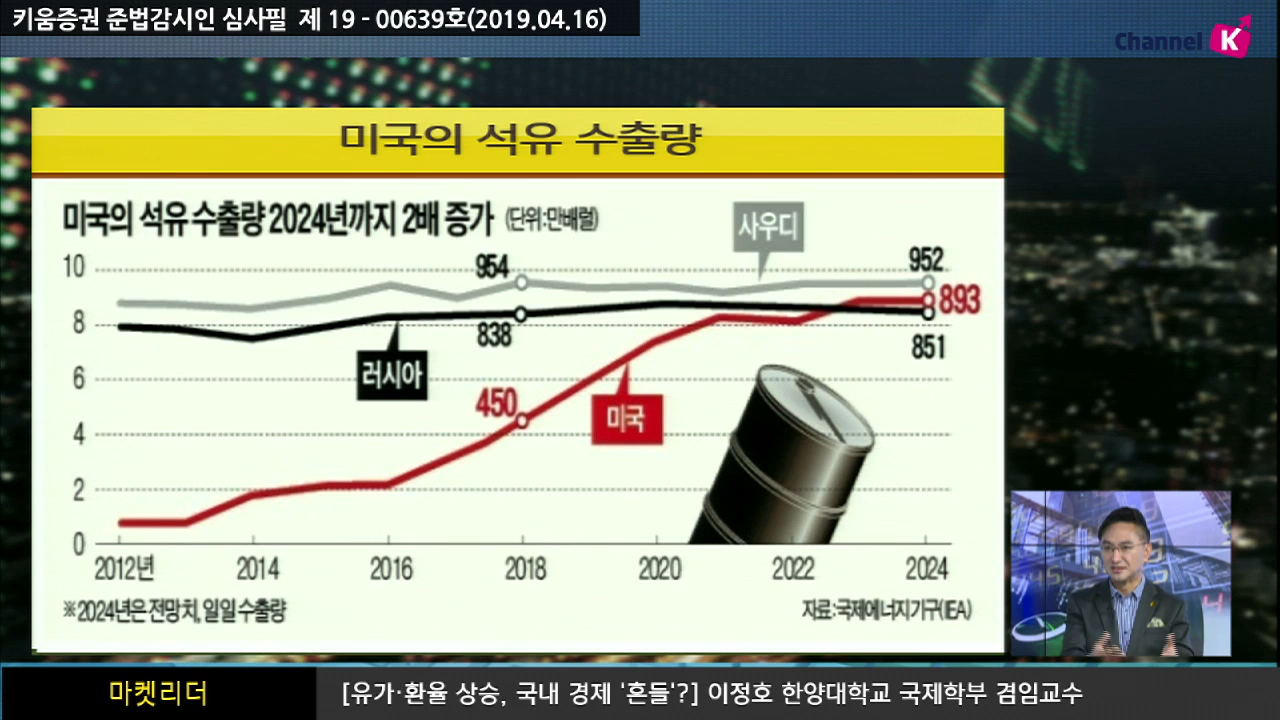 키움증권 준법감시인 심사필 제 19 - 00639호(2019.04.16)
Channel K
미국의 석유 수출량
미국의 석유 수출량 2024년까지 2배 증가 (단위:만배럴)
사우디
10
954
952
893
8
838
851
러시아
6
450
미국
4
2
0
2012년 2014 2016 2018 2020 2022 2024
※2024년은 전망치, 일일 수출량
자료:국제에너지기구(IEA)
마켓리더
[유가·환율 상승, 국내 경제 '흔들'?] 이정호 한양대학교 국제학부 겸임교수